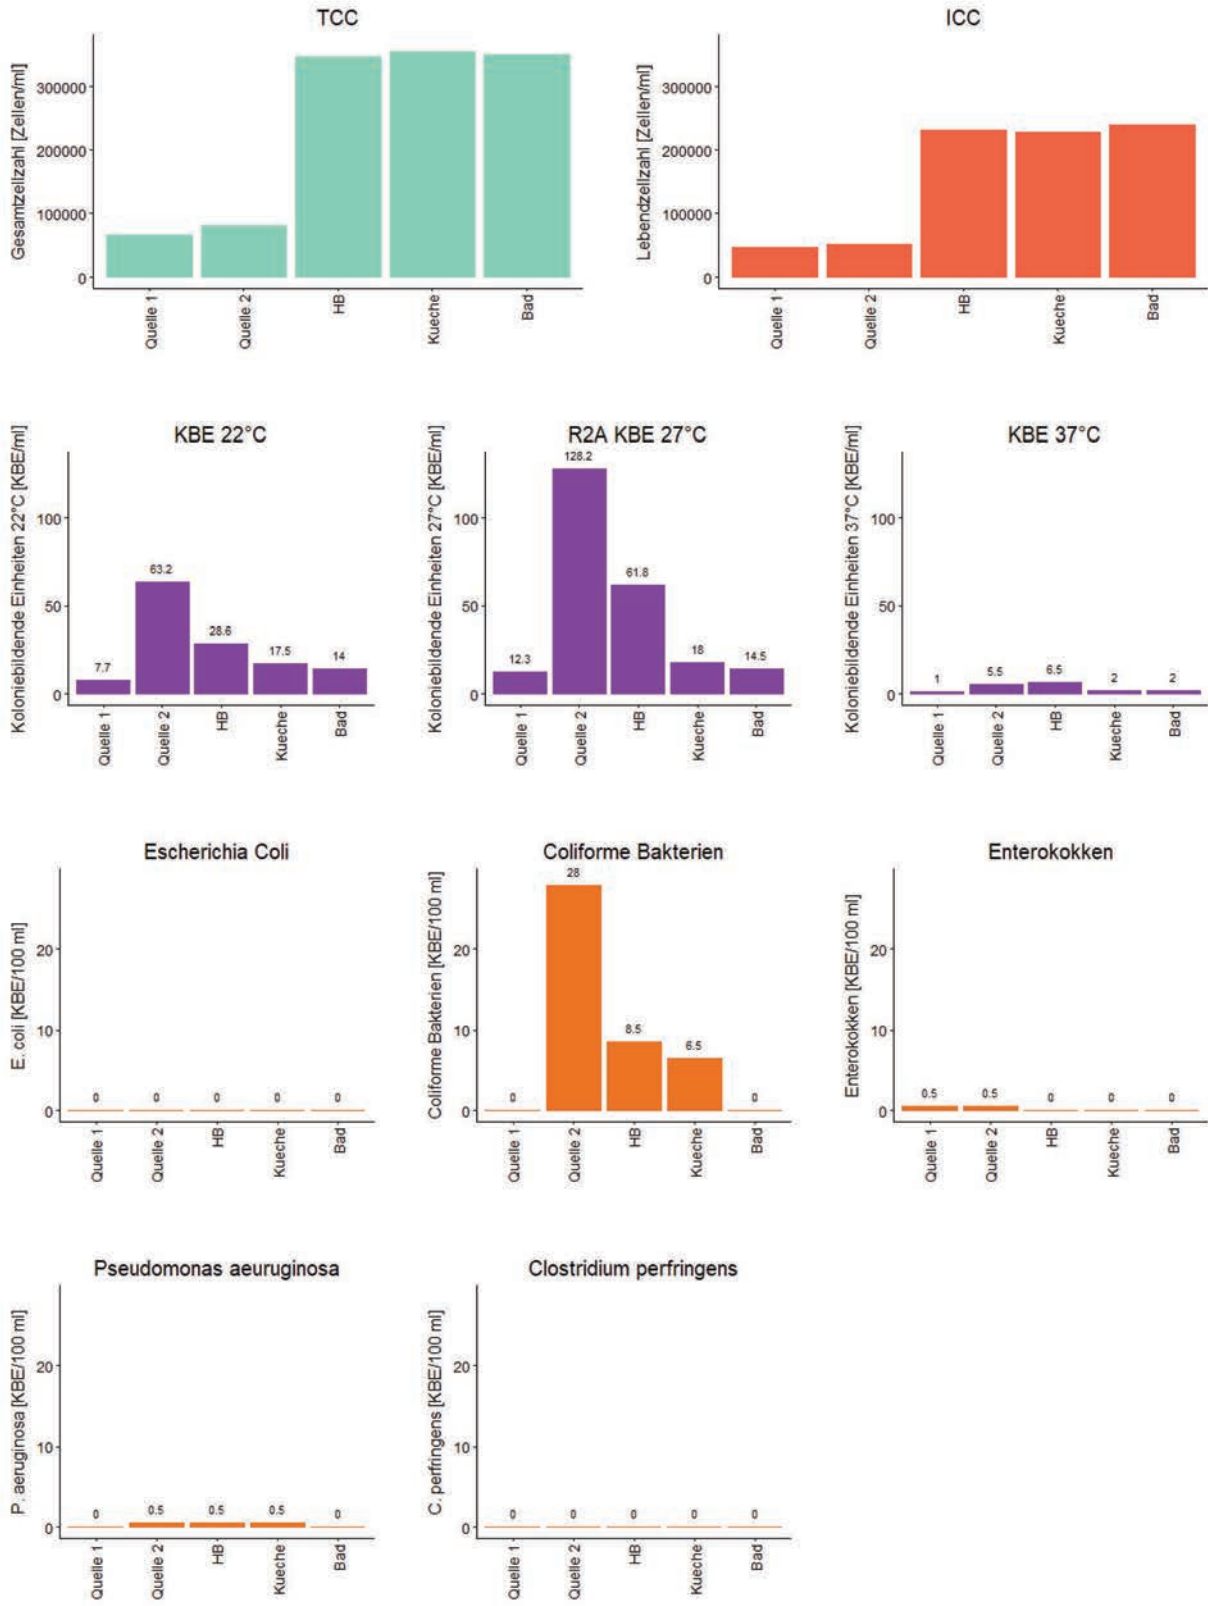 TCC
Gesamtzellzahl [Zellen/ml]
300000
200000
100000
0
Quelle 1
Quelle 2
HB
Kueche
Bad
ICC
Lebendzellzahl [Zellen/ml]
300000
200000
100000
0
Quelle 1
Quelle 2
HB
Kueche
Bad
KBE 22°C
Koloniebildende Einheiten 22°C [KBE/ml]
100
50
0
7.7
63.2
28.6
17.5
14
Quelle 1
Quelle 2
HB
Kueche
Bad
R2A KBE 27°C
Koloniebildende Einheiten 27°C [KBE/ml]
100
50
0
12.3
128.2
61.8
18
14.5
Quelle 1
Quelle 2
HB
Kueche
Bad
KBE 37°C
Koloniebildende Einheiten 37°C [KBE/ml]
100
50
0
1
5.5
6.5
2
2
Quelle 1
Quelle 2
HB
Kueche
Bad
Escherichia Coli
E. coli [KBE/100 ml]
20
10
0
0
0
0
0
0
Quelle 1
Quelle 2
HB
Kueche
Bad
Coliforme Bakterien
Coliforme Bakterien [KBE/100 ml]
20
10
0
0
28
8.5
6.5
0
Quelle 1
Quelle 2
HB
Kueche
Bad
Enterokokken
Enterokokken [KBE/100 ml]
20
10
0
0.5
0.5
0
0
0
Quelle 1
Quelle 2
HB
Kueche
Bad
Pseudomonas aeuruginosa
P. aeruginosa [KBE/100 ml]
20
10
0
0
0.5
0.5
0.5
0
Quelle 1
Quelle 2
HB
Kueche
Bad
Clostridium perfringens
C. perfringens [KBE/100 ml]
20
10
0
0
0
0
0
0
Quelle 1
Quelle 2
HB
Kueche
Bad